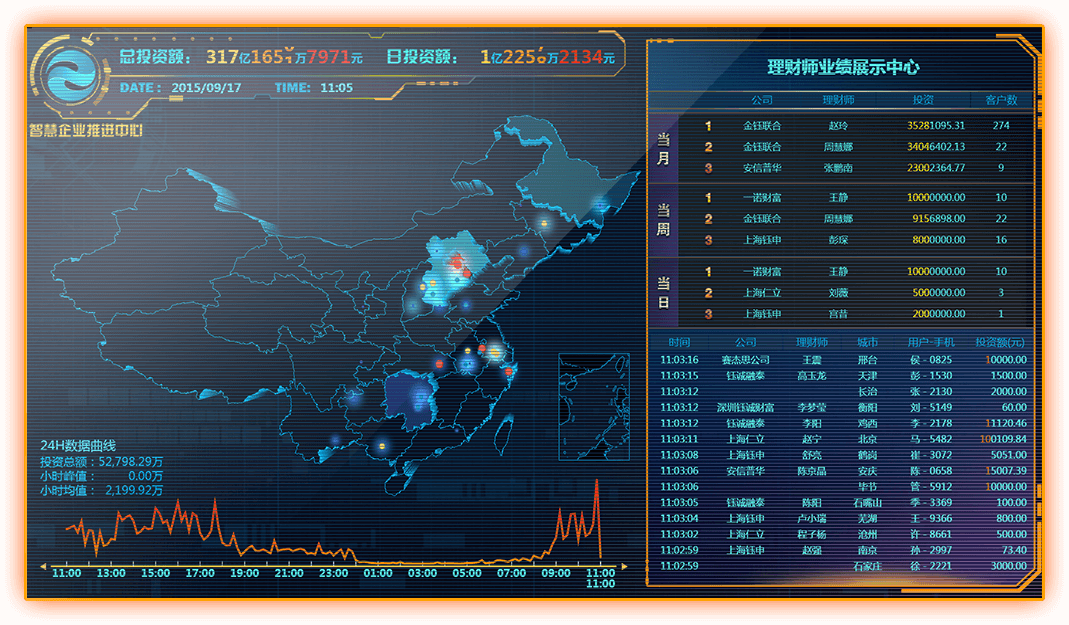 总投资额： 317亿165 万7971元 日投资额： 1亿225 万2134元
DATE： 2015/09/17 TIME: 11:05
智慧企业推进中心
理财师业绩展示中心
公司 理财师 投资 客户数
当月
1 金钰联合 赵玲 35281095.31 274
2 金钰联合 周慧娜 34046402.13 22
3 安信普华 张鹏南 23002364.77 9
当周
1 一诺财富 王静 10000000.00 10
2 金钰联合 周慧娜 9156898.00 22
3 上海钰申 彭琛 8000000.00 16
当日
1 一诺财富 王静 10000000.00 10
2 上海仁立 刘薇 5000000.00 3
3 上海钰申 宫昔 2000000.00 1
时间 公司 理财师 城市 用户-手机 投资额(元)
11:03:16 赛杰思公司 王震 邢台 侯 - 0825 10000.00
11:03:15 钰诚融泰 高玉龙 天津 彭 - 1530 1500.00
11:03:12 长治 张 - 2130 2000.00
11:03:12 深圳钰诚财富 李梦莹 衡阳 刘 - 5149 60.00
11:03:12 钰诚融泰 李阳 鸡西 李 - 2178 11120.46
11:03:11 上海仁立 赵宁 北京 马 - 5482 100109.84
11:03:08 上海钰申 舒亮 鹤岗 崔 - 3072 5051.00
11:03:06 安信普华 陈京晶 安庆 陈 - 0658 15007.39
11:03:06 毕节 管 - 5912 10000.00
11:03:05 钰诚融泰 陈阳 石嘴山 季 - 3369 100.00
11:03:04 上海钰申 卢小瑞 芜湖 王 - 9366 800.00
11:03:02 上海仁立 程子杨 沧州 许 - 8661 500.00
11:02:59 上海钰申 赵强 南京 孙 - 2997 73.40
11:02:59 石家庄 徐 - 2221 3000.00
24H数据曲线
投资总额：52,798.29万
小时峰值： 0.00万
小时均值： 2,199.92万
11:00 13:00 15:00 17:00 19:00 21:00 23:00 01:00 03:00 05:00 07:00 09:00 11:00
11:00